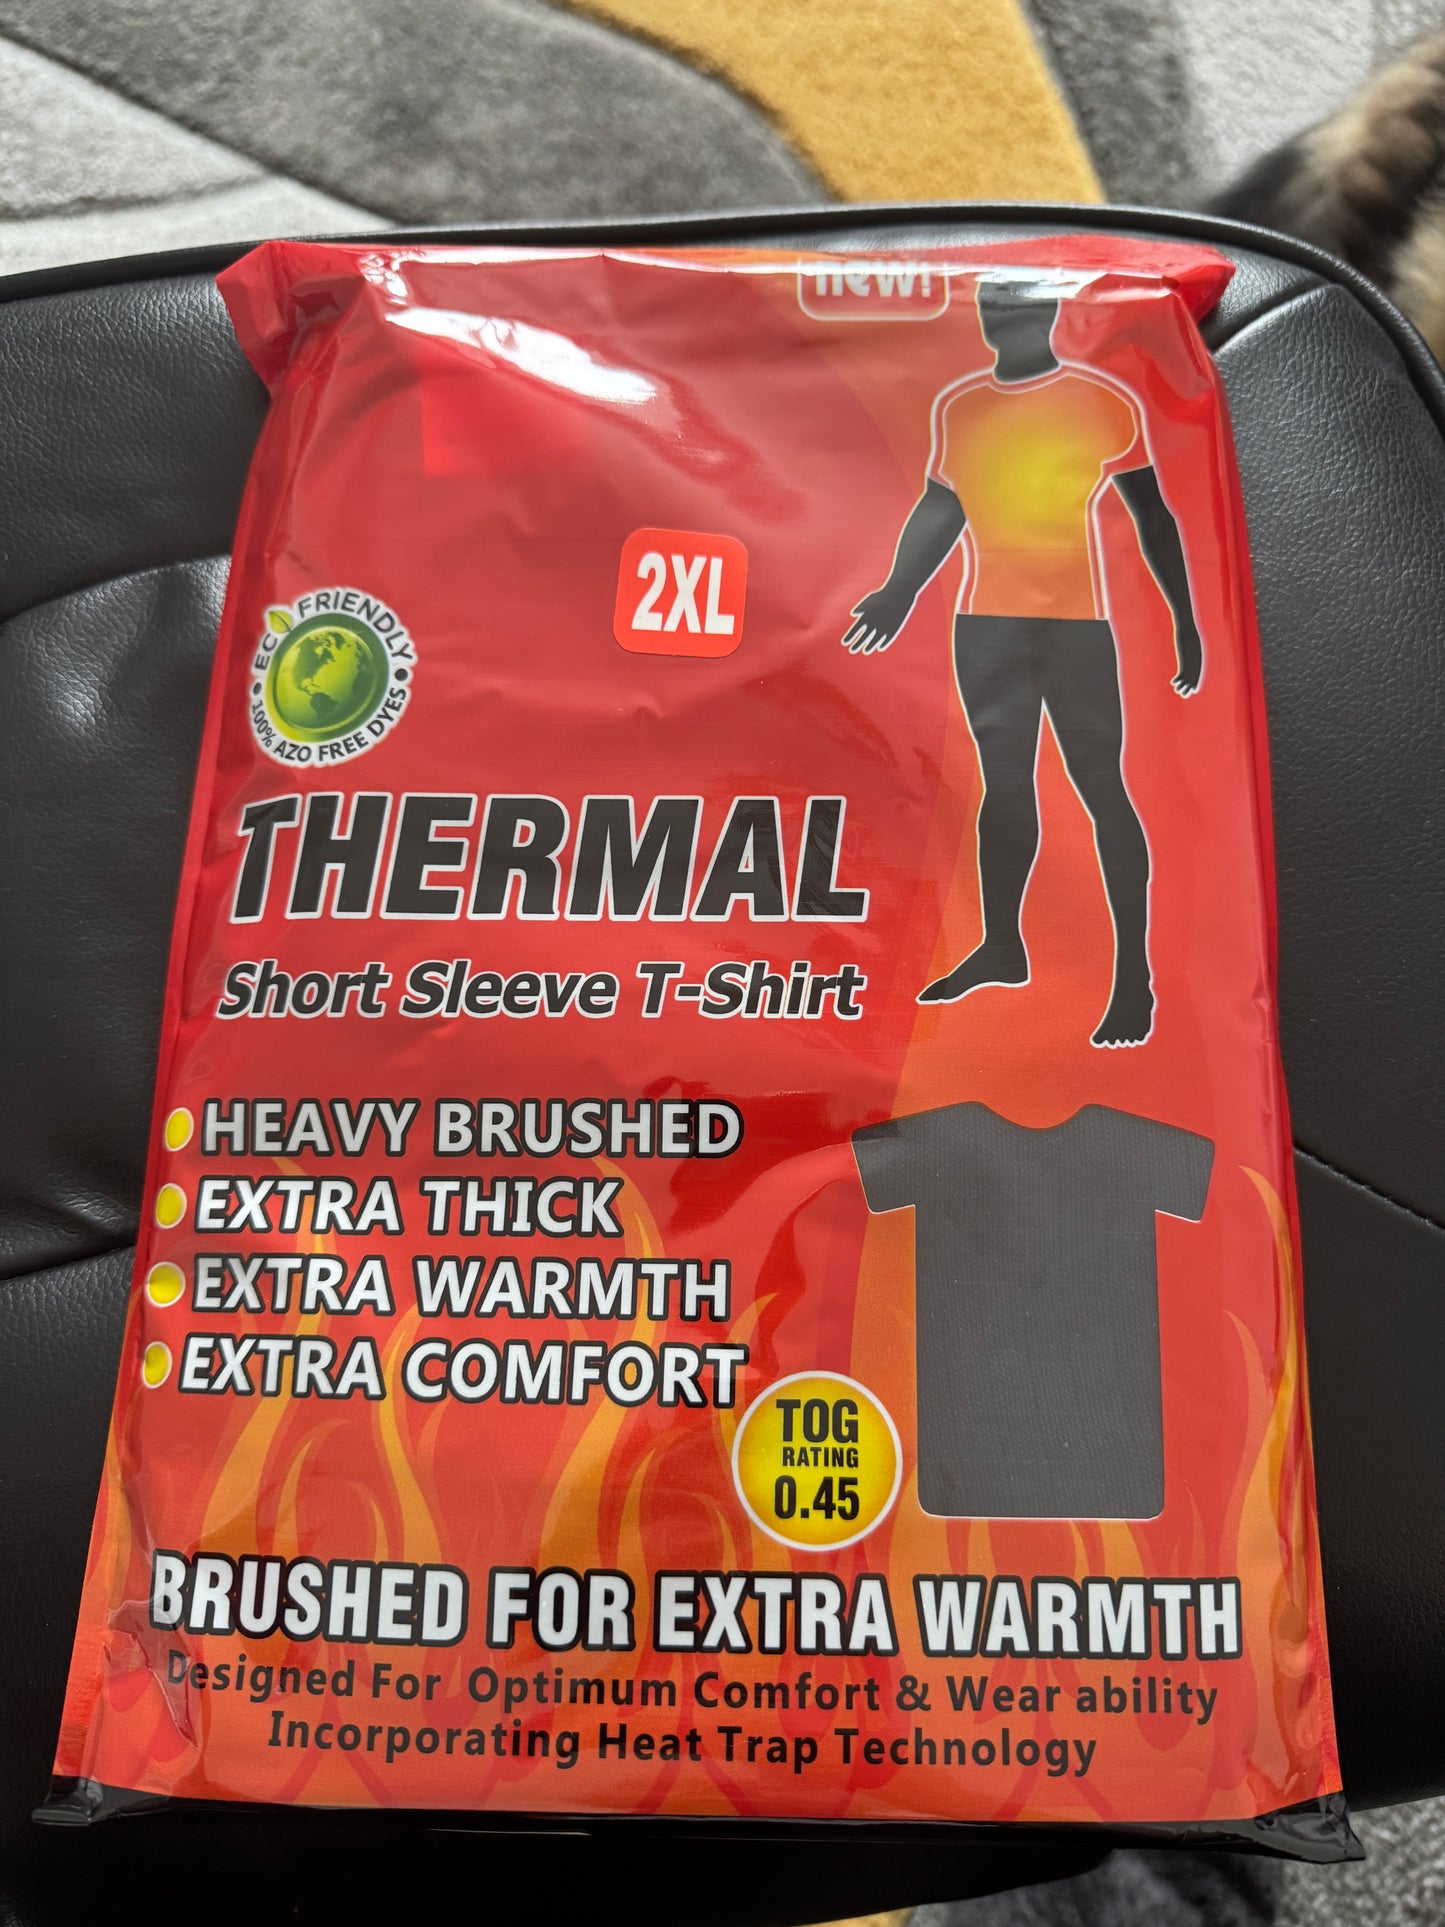 new!
2XL
ECO FRIENDLY
100% AZO FREE DYES
THERMAL
Short Sleeve T-Shirt
HEAVY BRUSHED
EXTRA THICK
EXTRA WARMTH
EXTRA COMFORT
TOG
RATING
0.45
BRUSHED FOR EXTRA WARMTH
Designed For Optimum Comfort & Wear ability
Incorporating Heat Trap Technology